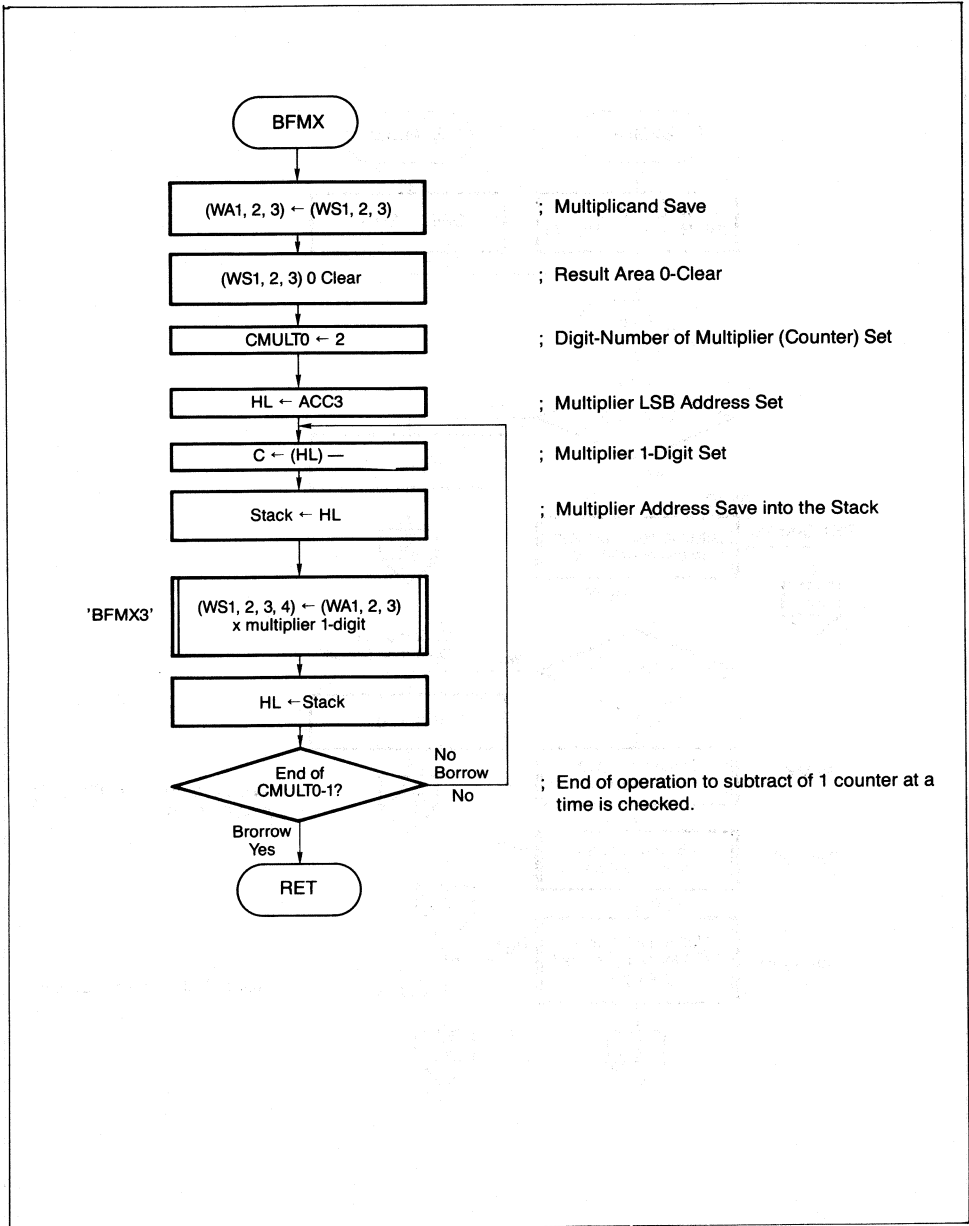 BFMX
(WA1, 2, 3) ← (WS1, 2, 3)
; Multiplicand Save
(WS1, 2, 3) 0 Clear
; Result Area 0-Clear
CMULT0 ← 2
; Digit-Number of Multiplier (Counter) Set
HL ← ACC3
; Multiplier LSB Address Set
C ← (HL) —
; Multiplier 1-Digit Set
Stack ← HL
; Multiplier Address Save into the Stack
'BFMX3'
(WS1, 2, 3, 4) ← (WA1, 2, 3)
x multiplier 1-digit
HL ←Stack
End of
CMULT0-1?
No
Borrow
No
; End of operation to subtract of 1 counter at a
time is checked.
Brorrow
Yes
RET